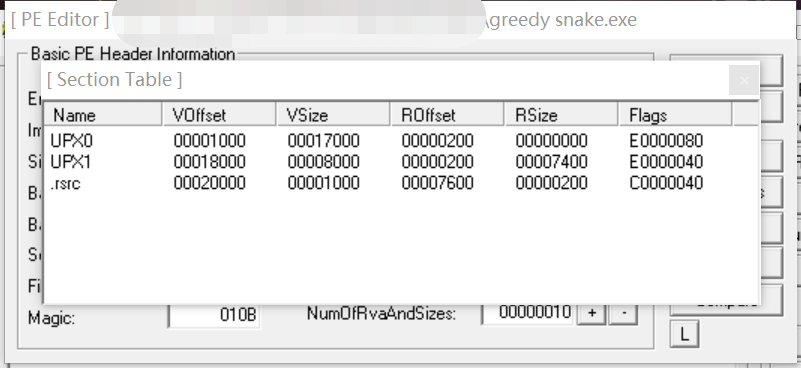 [ PE Editor ] \greedy snake.exe
Basic PE Header Information
[ Section Table ]
Name VOffset VSize ROffset RSize Flags
UPX0 00001000 00017000 00000200 00000000 E0000080
UPX1 00018000 00008000 00000200 00007400 E0000040
.rsrc 00020000 00001000 00007600 00000200 C0000040
Magic: 010B NumOfRvaAndSizes: 00000010 + -
L